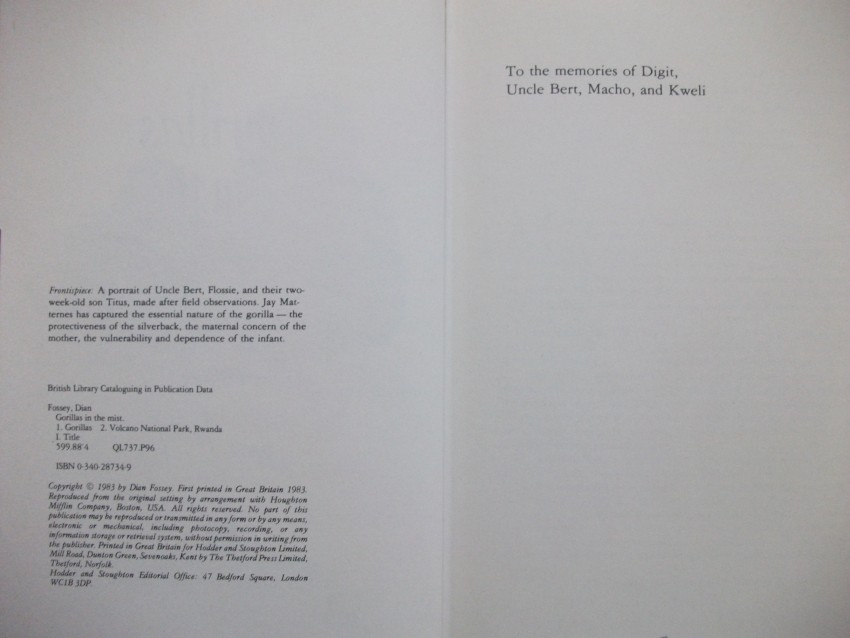 Frontispiece: A portrait of Uncle Bert, Flossie, and their two-
week-old son Titus, made after field observations. Jay Mat-
ternes has captured the essential nature of the gorilla — the
protectiveness of the silverback, the maternal concern of the
mother, the vulnerability and dependence of the infant.
British Library Cataloguing in Publication Data
Fossey, Dian
Gorillas in the mist.
1. Gorillas 2. Volcano National Park, Rwanda
I. Title
599.88'4 QL737.P96
ISBN 0-340-28734-9
Copyright © 1983 by Dian Fossey. First printed in Great Britain 1983.
Reproduced from the original setting by arrangement with Houghton
Mifflin Company, Boston, USA. All rights reserved. No part of this
publication may be reproduced or transmitted in any form or by any means,
electronic or mechanical, including photocopy, recording, or any
information storage or retrieval system, without permission in writing from
the publisher. Printed in Great Britain for Hodder and Stoughton Limited,
Mill Road, Dunton Green, Sevenoaks, Kent by The Thetford Press Limited,
Thetford, Norfolk.
Hodder and Stoughton Editorial Office: 47 Bedford Square, London
WC1B 3DP.
To the memories of Digit,
Uncle Bert, Macho, and Kweli